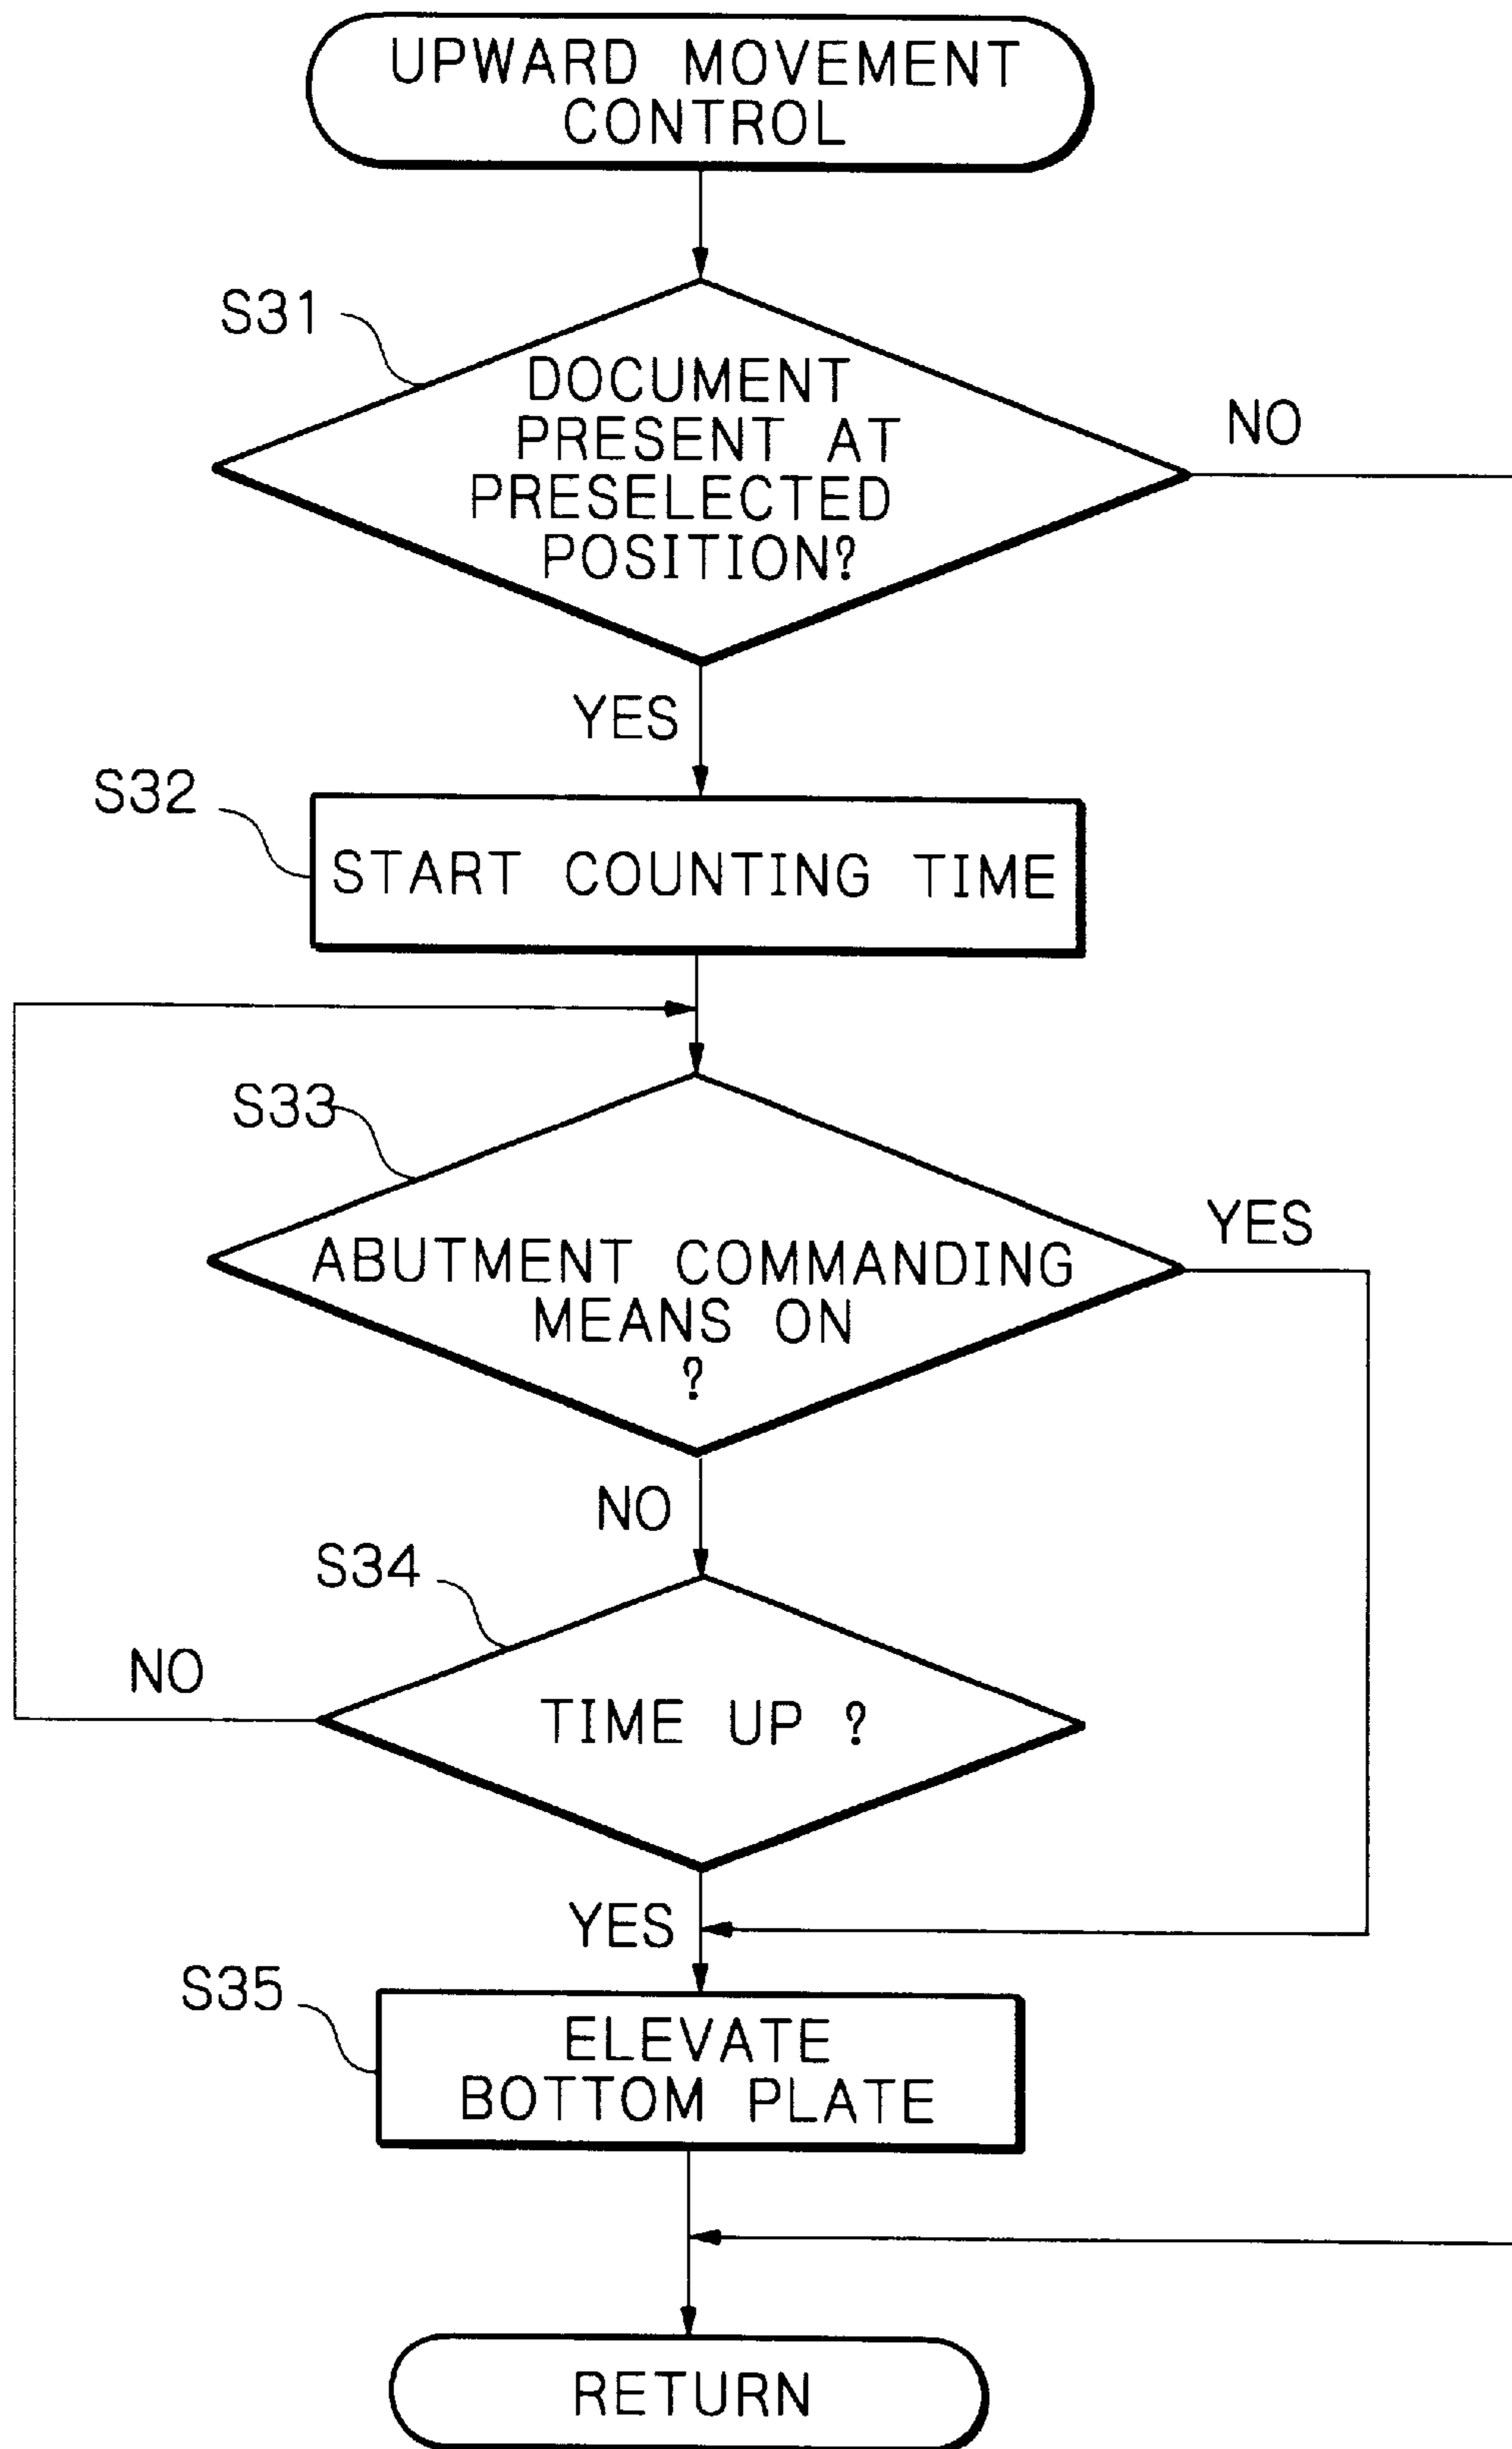 UPWARD MOVEMENT
CONTROL
S31
DOCUMENT
PRESENT AT
PRESELECTED
POSITION?
NO
YES
S32
START COUNTING TIME
S33
ABUTMENT COMMANDING
MEANS ON
?
YES
NO
S34
TIME UP ?
NO
YES
S35
ELEVATE
BOTTOM PLATE
RETURN